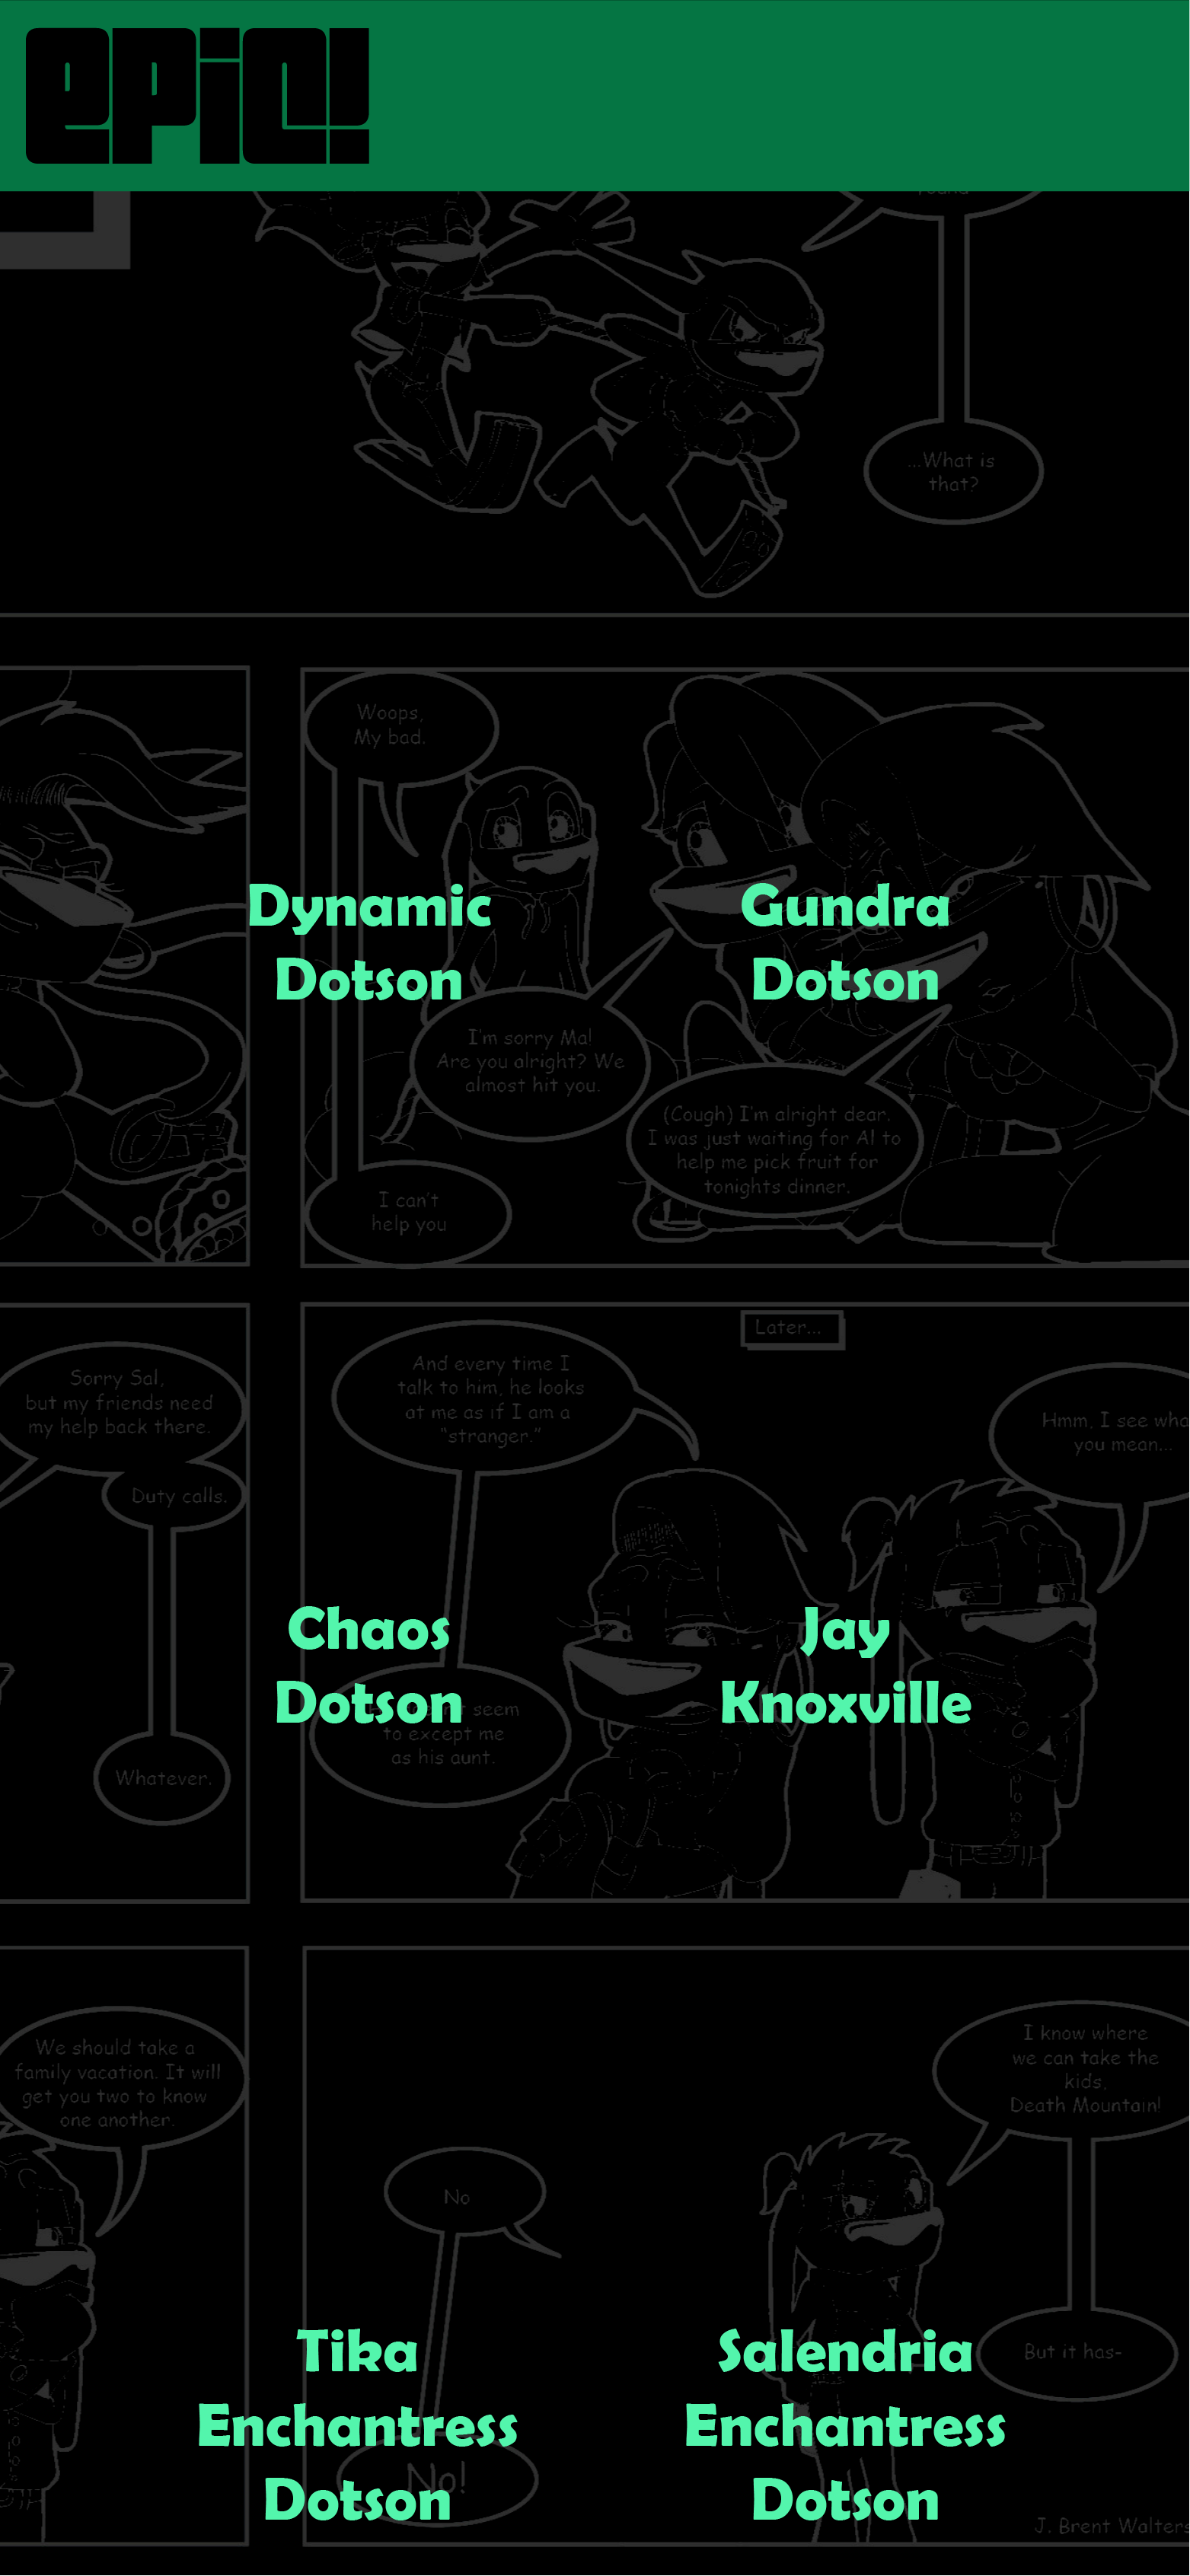 epic!
...What is
that?
Woops,
My bad.
Dynamic
Dotson
Gundra
Dotson
I'm sorry Ma!
Are you alright? We
almost hit you.
(Cough) I'm alright dear.
I was just waiting for Al to
help me pick fruit for
tonights dinner.
I can't
help you
Later...
Sorry Sal,
but my friends need
my help back there.
Duty calls.
Whatever.
And every time I
talk to him, he looks
at me as if I am a
"stranger."
Hmm, I see wha
you mean...
Chaos
Dotson
Jay
Knoxville
seem
to except me
as his aunt.
We should take a
family vacation. It will
get you two to know
one another.
I know where
we can take the
kids,
Death Mountain!
No
But it has-
Tika
Enchantress
Dotson
Salendria
Enchantress
Dotson
No!
J. Brent Walters